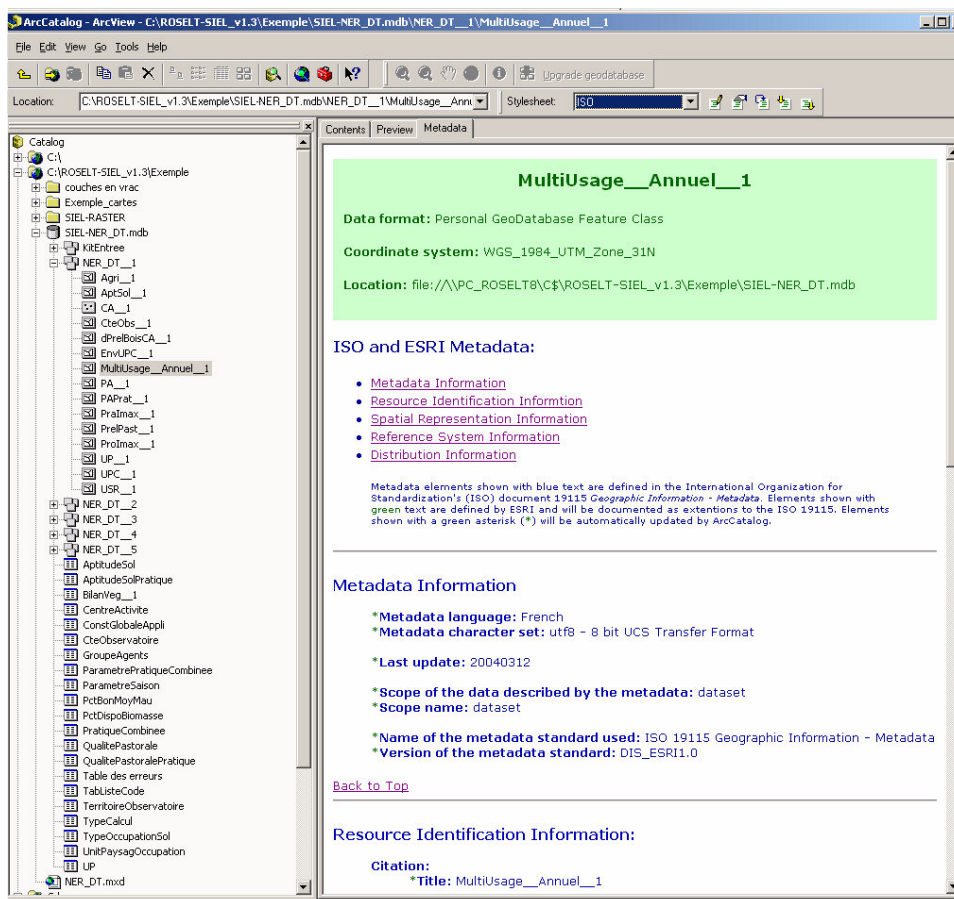 ArcCatalog - ArcView - C:\ROSELT-SIEL_v1.3\Exemple\SIEL-NER_DT.mdb\NER_DT__1\MultiUsage__Annuel__1
File Edit View Go Tools Help
Upgrade geodatabase
Location: C:\ROSELT-SIEL_v1.3\Exemple\SIEL-NER_DT.mdb\NER_DT__1\MultiUsage__Annu Stylesheet: ISO
Contents Preview Metadata
Catalog
C:\
C:\ROSELT-SIEL_v1.3\Exemple
couches en vrac
Exemple_cartes
SIEL-RASTER
SIEL-NER_DT.mdb
KitEntree
NER_DT__1
Agri__1
AptSol__1
CA__1
CteObs__1
dPrelBoisCA__1
EnvUPC__1
MultiUsage__Annuel__1
PA__1
PAPrat__1
PraImax__1
PrelPast__1
ProImax__1
UP__1
UPC__1
USR__1
NER_DT__2
NER_DT__3
NER_DT__4
NER_DT__5
AptitudeSol
AptitudeSolPratique
BilanVeg__1
CentreActivite
ConstGlobaleAppli
CteObservatoire
GroupeAgents
ParametrePratiqueCombinee
ParametreSaison
PctBonMoyMau
PctDispoBiomasse
PratiqueCombinee
QualitePastorale
QualitePastoralePratique
Table des erreurs
TabListeCode
TerritoireObservatoire
TypeCalcul
TypeOccupationSol
UnitPaysagOccupation
UP
NER_DT.mxd
MultiUsage__Annuel__1
Data format: Personal GeoDatabase Feature Class
Coordinate system: WGS_1984_UTM_Zone_31N
Location: file://\\PC_ROSELT8\C$\ROSELT-SIEL_v1.3\Exemple\SIEL-NER_DT.mdb
ISO and ESRI Metadata:
• Metadata Information
• Resource Identification Informtion
• Spatial Representation Information
• Reference System Information
• Distribution Information
Metadata elements shown with blue text are defined in the International Organization for
Standardization's (ISO) document 19115 Geographic Information - Metadata. Elements shown with
green text are defined by ESRI and will be documented as extentions to the ISO 19115. Elements
shown with a green asterisk (*) will be automatically updated by ArcCatalog.
Metadata Information
*Metadata language: French
*Metadata character set: utf8 - 8 bit UCS Transfer Format
*Last update: 20040312
*Scope of the data described by the metadata: dataset
*Scope name: dataset
*Name of the metadata standard used: ISO 19115 Geographic Information - Metadata
*Version of the metadata standard: DIS_ESRI1.0
Back to Top
Resource Identification Information:
Citation:
*Title: MultiUsage__Annuel__1